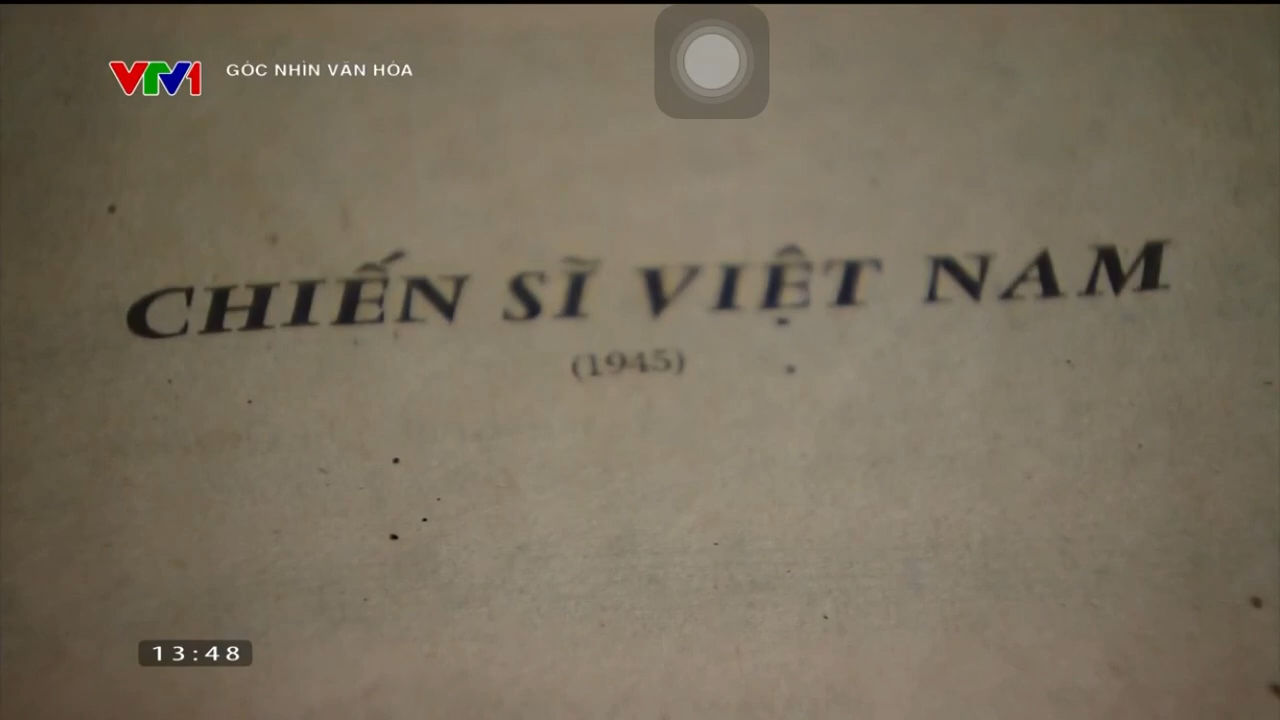 VTV1
GÓC NHÌN VĂN HÓA
CHIẾN SĨ VIỆT NAM
(1945)
13:48